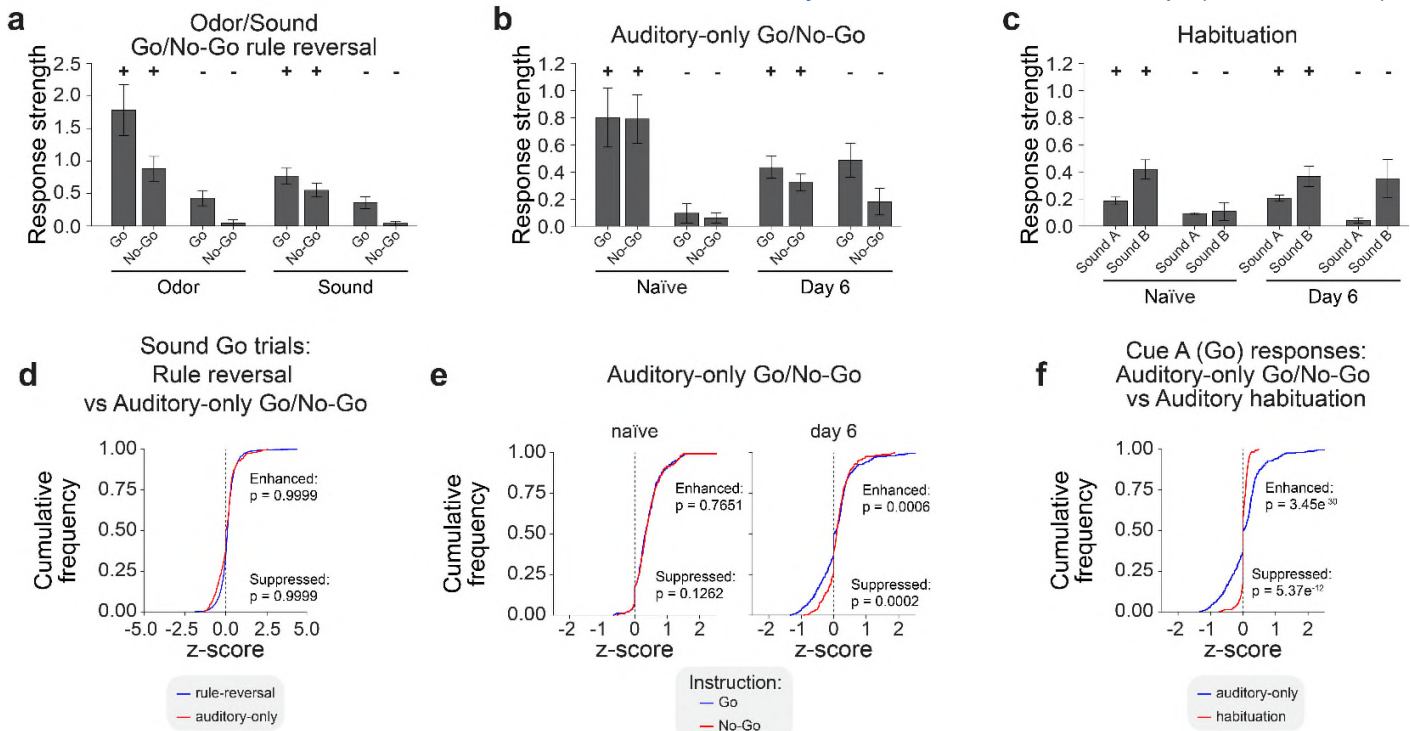 a
Odor/Sound
Go/No-Go rule reversal
Response strength
2.5
2.0
1.5
1.0
0.5
0.0
+ + - - + + - -
Go No-Go Go No-Go Go No-Go Go No-Go
Odor Sound
b
Auditory-only Go/No-Go
Response strength
1.2
1.0
0.8
0.6
0.4
0.2
0.0
+ + - - + + - -
Go No-Go Go No-Go Go No-Go Go No-Go
Naïve Day 6
c
Habituation
Response strength
1.2
1.0
0.8
0.6
0.4
0.2
0.0
+ + - - + + - -
Sound A Sound B Sound A Sound B Sound A Sound B Sound A Sound B
Naïve Day 6
d
Sound Go trials:
Rule reversal
vs Auditory-only Go/No-Go
Cumulative
frequency
1.00
0.75
0.50
0.25
0.00
Enhanced:
p = 0.9999
Suppressed:
p = 0.9999
-5.0 -2.5 0.0 2.5 5.0
z-score
rule-reversal
auditory-only
e
Auditory-only Go/No-Go
naïve day 6
Cumulative
frequency
1.00
0.75
0.50
0.25
0.00
Enhanced:
p = 0.7651
Suppressed:
p = 0.1262
-2 -1 0 1 2
z-score
Enhanced:
p = 0.0006
Suppressed:
p = 0.0002
-2 -1 0 1 2
z-score
Instruction:
Go
No-Go
f
Cue A (Go) responses:
Auditory-only Go/No-Go
vs Auditory habituation
Cumulative
frequency
1.00
0.75
0.50
0.25
0.00
Enhanced:
p = 3.45e-30
Suppressed:
p = 5.37e-12
-2 -1 0 1 2
z-score
auditory-only
habituation